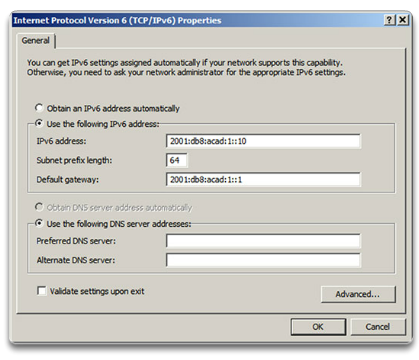 Internet Protocol Version 6 (TCP/IPv6) Properties
General
You can get IPv6 settings assigned automatically if your network supports this capability.
Otherwise, you need to ask your network administrator for the appropriate IPv6 settings.
Obtain an IPv6 address automatically
Use the following IPv6 address:
IPv6 address: 2001:db8:acad:1::10
Subnet prefix length: 64
Default gateway: 2001:db8:acad:1::1
Obtain DNS server address automatically
Use the following DNS server addresses:
Preferred DNS server:
Alternate DNS server:
Validate settings upon exit
Advanced...
OK Cancel